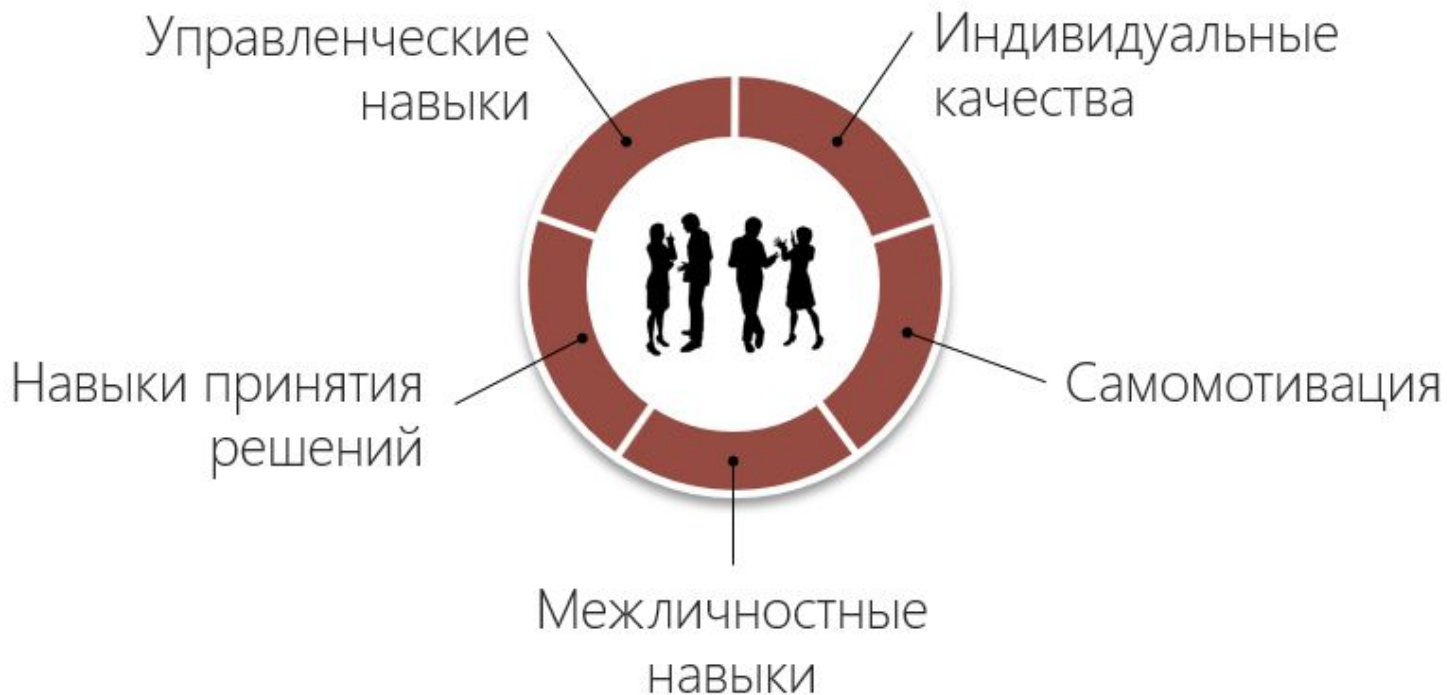 Управленческие
навыки
Индивидуальные
качества
Навыки принятия
решений
Самомотивация
Межличностные
навыки